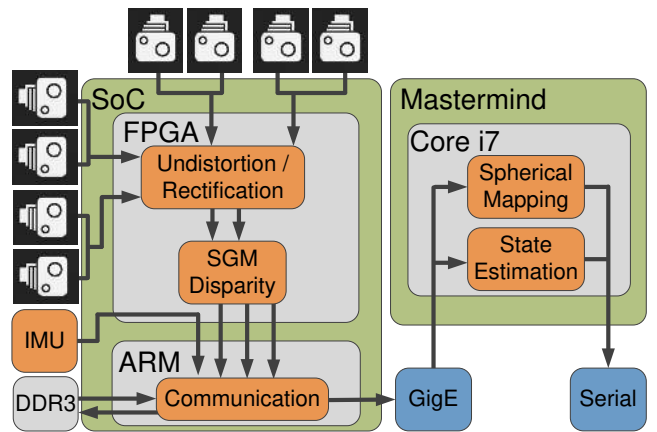 SoC
Mastermind
FPGA
Core i7
Undistortion /
Rectification
Spherical
Mapping
SGM
Disparity
State
Estimation
IMU
ARM
DDR3
Communication
GigE
Serial